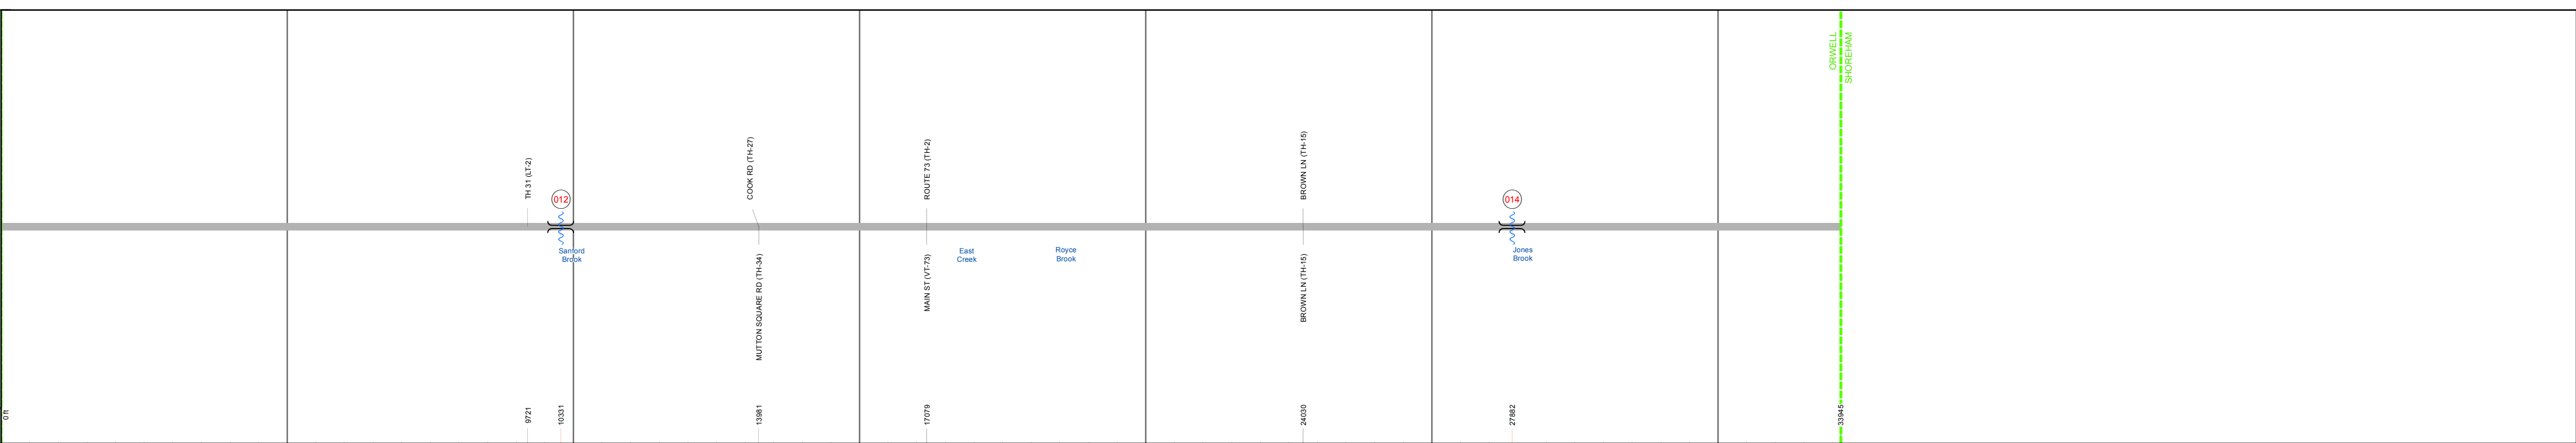 ORWELL
SHOREHAM
TH 31 (LT-2)
COOK RD (TH-27)
ROUTE 73 (TH-2)
BROWN LN (TH-15)
012
014
Sanford
Brook
East
Creek
Royce
Brook
Jones
Brook
MUTTON SQUARE RD (TH-34)
MAIN ST (VT-73)
BROWN LN (TH-15)
0 ft
9721
10331
13981
17079
24030
27882
33945